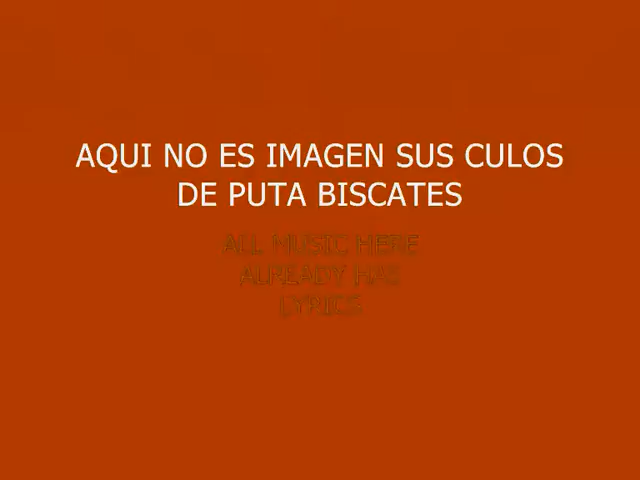 AQUI NO ES IMAGEN SUS CULOS
DE PUTA BISCATES
ALL MUSIC HERE
ALREADY HAS
LYRICS